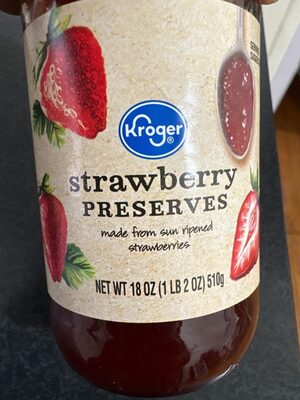 Kroger®
strawberry
PRESERVES
made from sun ripened
strawberries
NET WT 18 OZ (1 LB 2 OZ) 510g